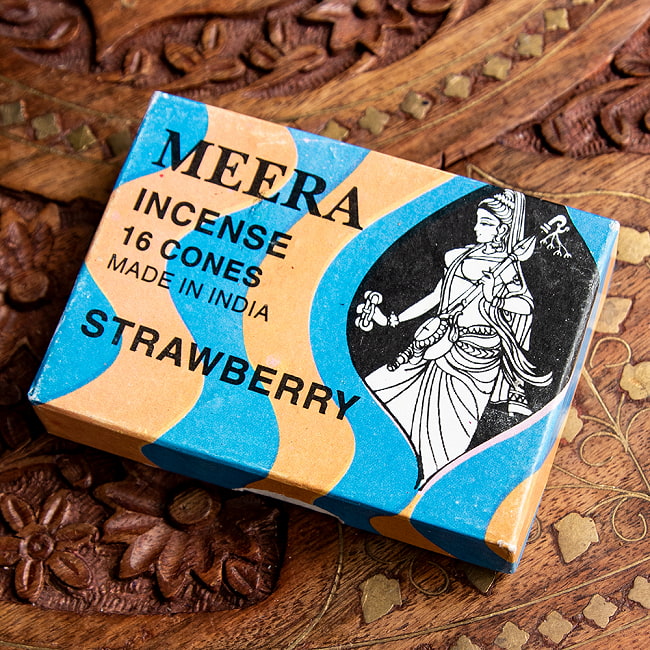 MEERA
INCENSE
16 CONES
MADE IN INDIA
STRAWBERRY